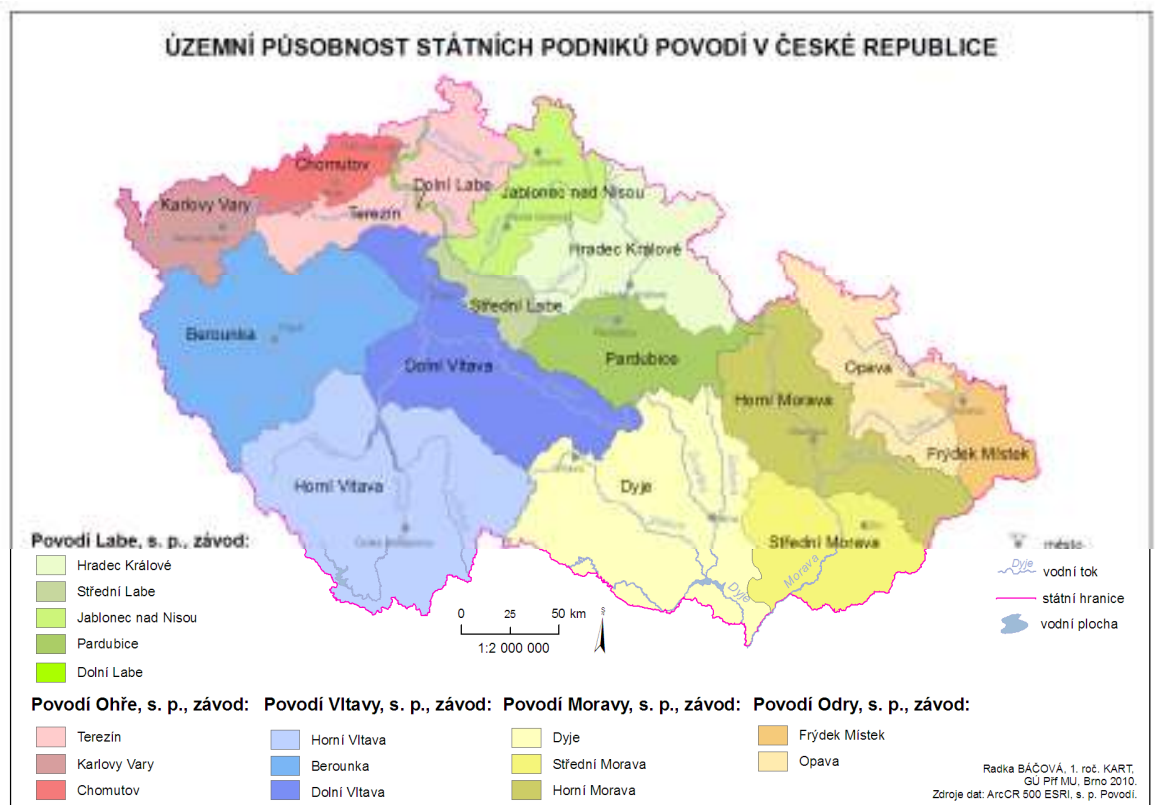 ÚZEMNÍ PŮSOBNOST STÁTNÍCH PODNIKŮ POVODÍ V ČESKÉ REPUBLICE
Chomutov
Karlovy Vary
Dolní Labe
Terezín
Jablonec nad Nisou
Hradec Králové
Střední Labe
Berounka
Dolní Vltava
Pardubice
Opava
Horní Morava
Frýdek Místek
Horní Vltava
Dyje
Střední Morava
Dyje
Morava
Povodí Labe, s. p., závod:
Hradec Králové
Střední Labe
Jablonec nad Nisou
Pardubice
Dolní Labe
0 25 50 km
1:2 000 000
S
město
Dyje vodní tok
státní hranice
vodní plocha
Povodí Ohře, s. p., závod:
Terezín
Karlovy Vary
Chomutov
Povodí Vltavy, s. p., závod:
Horní Vltava
Berounka
Dolní Vltava
Povodí Moravy, s. p., závod:
Dyje
Střední Morava
Horní Morava
Povodí Odry, s. p., závod:
Frýdek Místek
Opava
Radka BÁČOVÁ, 1. roč. KART,
GÚ PřF MU, Brno 2010.
Zdroje dat: ArcCR 500 ESRI, s. p. Povodí.